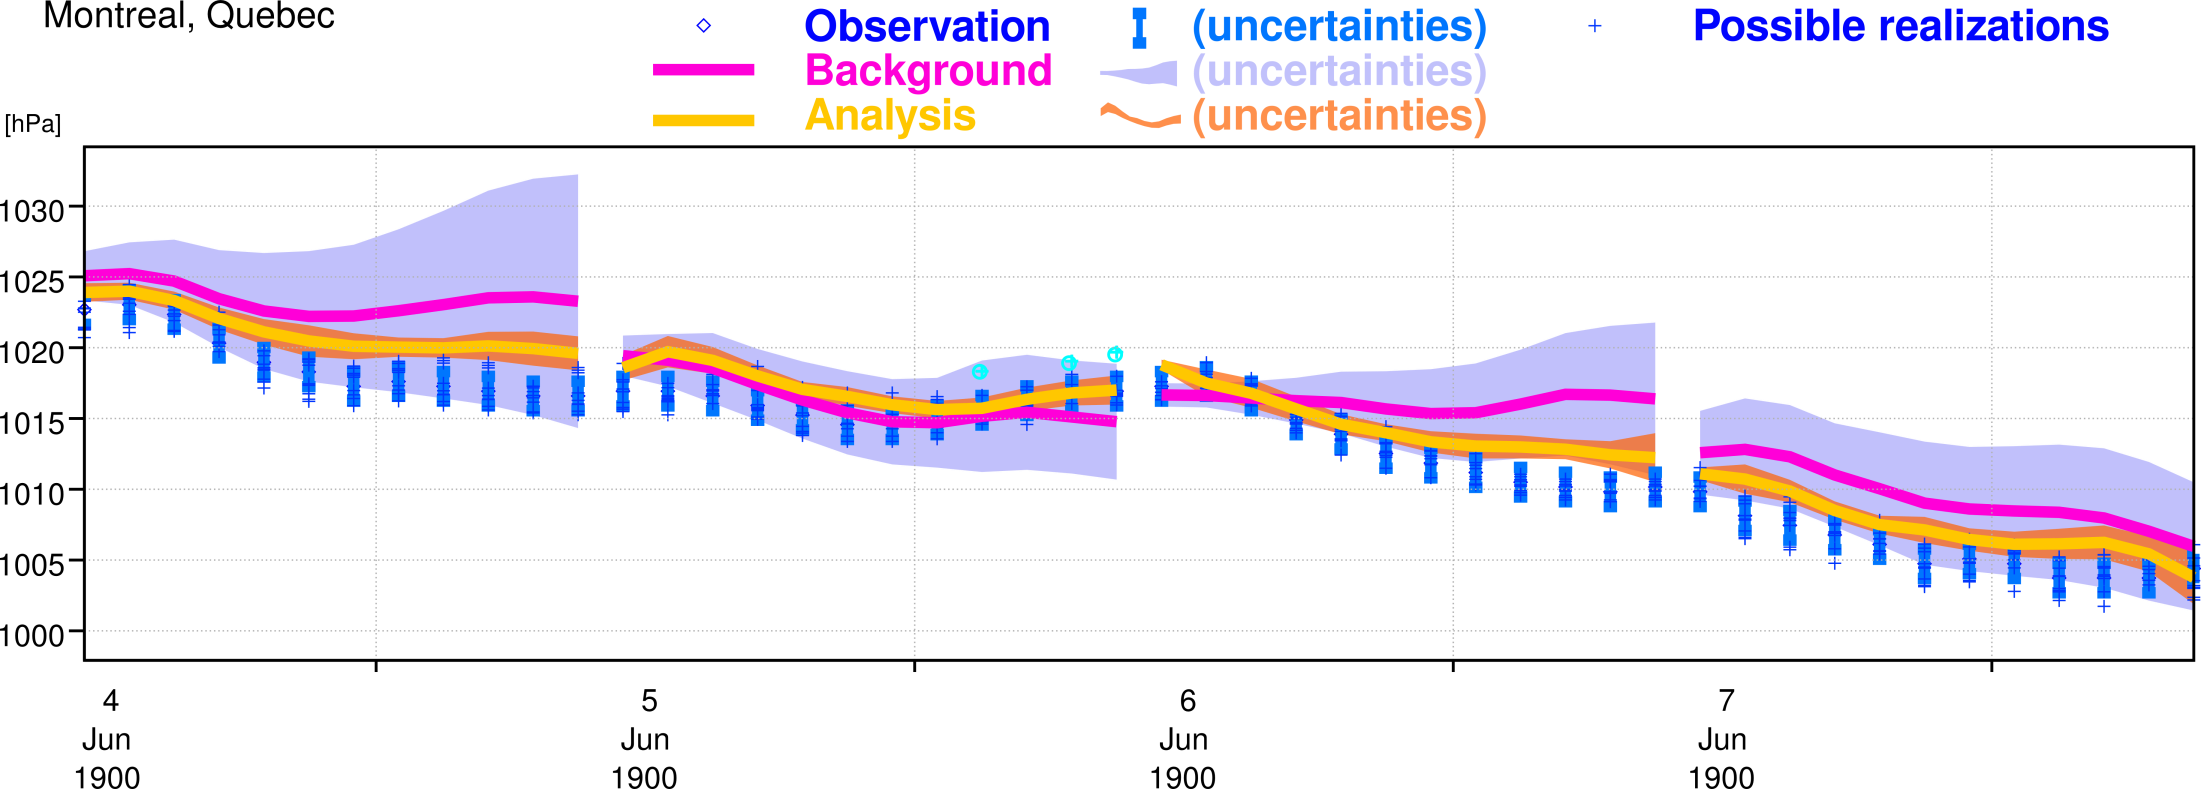 Montreal, Quebec
Observation (uncertainties) Possible realizations
Background (uncertainties)
Analysis (uncertainties)
[hPa]
1030
1025
1020
1015
1010
1005
1000
4 5 6 7
Jun Jun Jun Jun
1900 1900 1900 1900